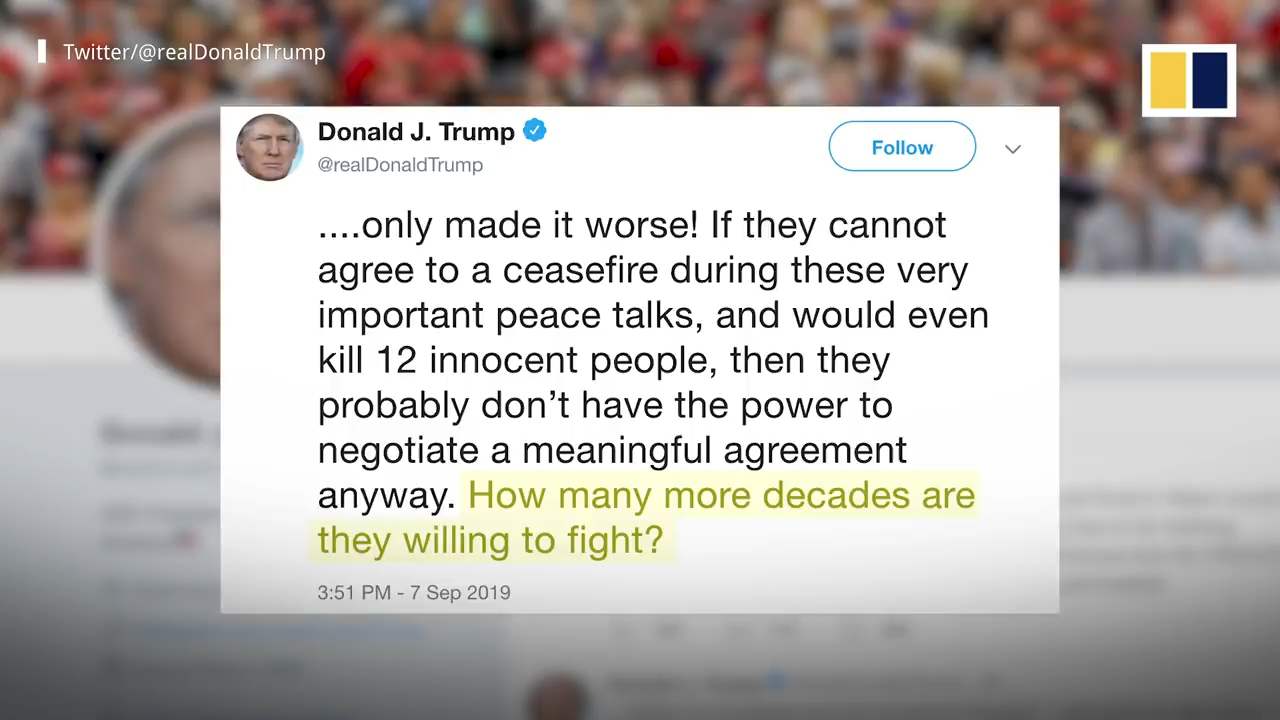 Twitter/@realDonaldTrump
Donald J. Trump
@realDonaldTrump
Follow
....only made it worse! If they cannot
agree to a ceasefire during these very
important peace talks, and would even
kill 12 innocent people, then they
probably don’t have the power to
negotiate a meaningful agreement
anyway. How many more decades are
they willing to fight?
3:51 PM - 7 Sep 2019